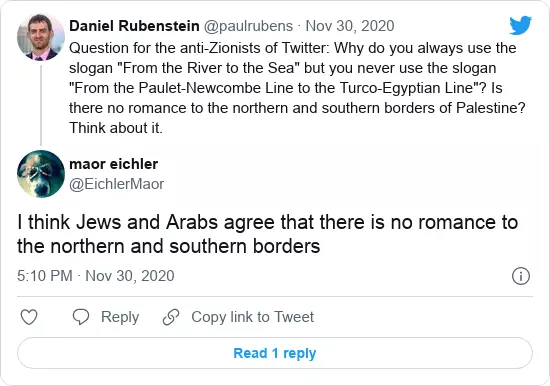 Daniel Rubenstein @paulrubens · Nov 30, 2020
Question for the anti-Zionists of Twitter: Why do you always use the
slogan "From the River to the Sea" but you never use the slogan
"From the Paulet-Newcombe Line to the Turco-Egyptian Line"? Is
there no romance to the northern and southern borders of Palestine?
Think about it.
maor eichler
@EichlerMaor
I think Jews and Arabs agree that there is no romance to
the northern and southern borders
5:10 PM · Nov 30, 2020
Reply Copy link to Tweet
Read 1 reply